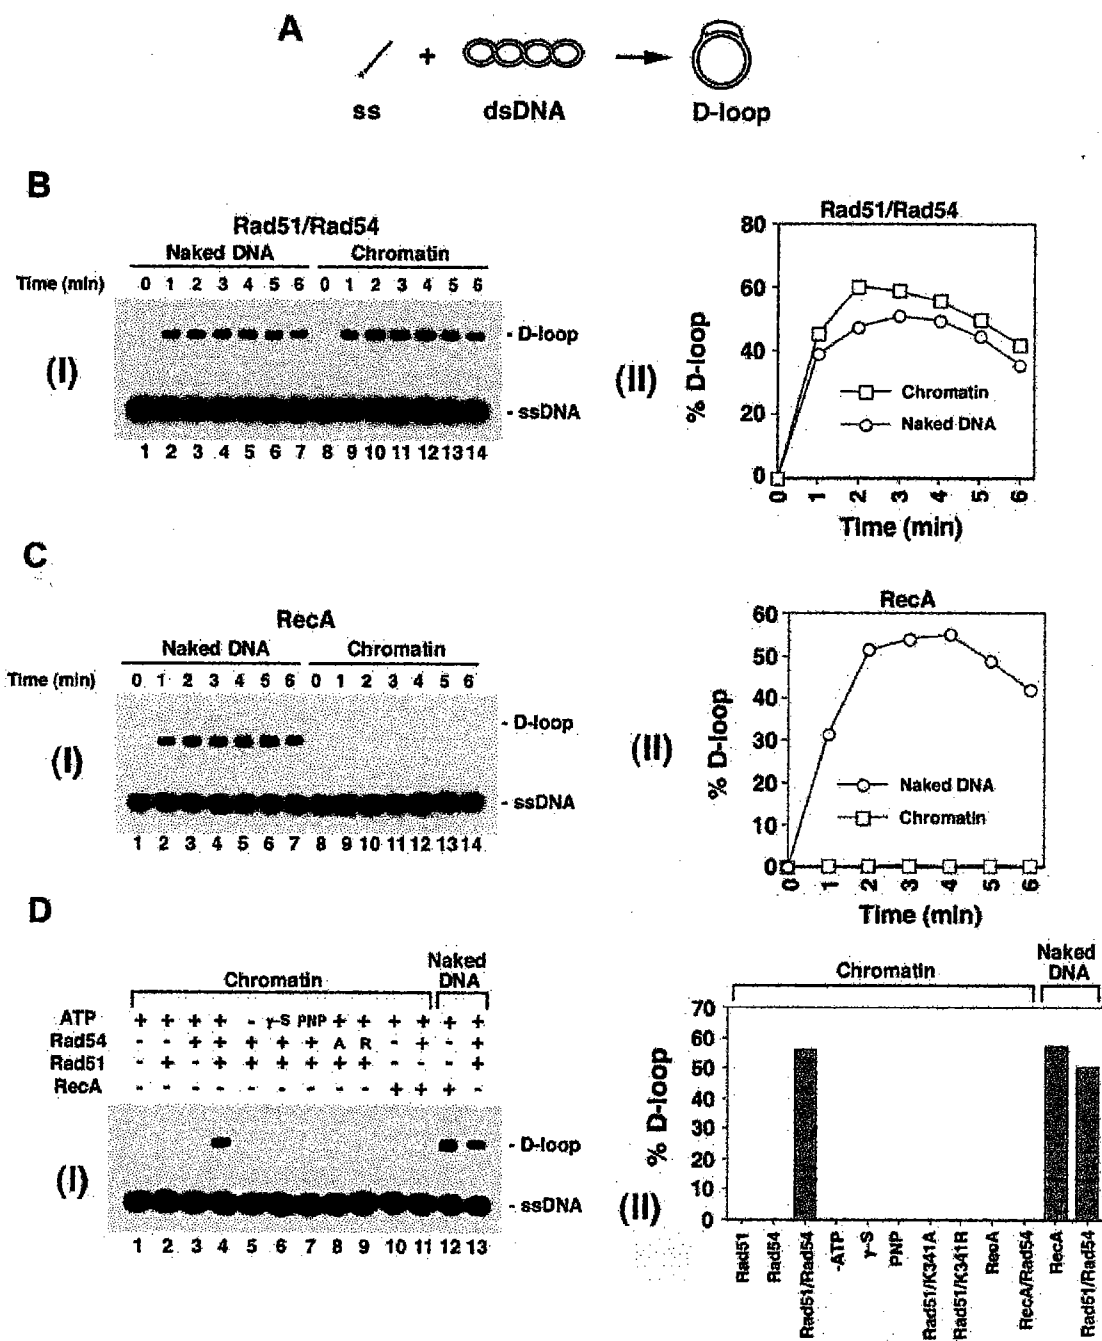 A
ss + dsDNA D-loop
B
Rad51/Rad54
Naked DNA Chromatin
Time (min) 0 1 2 3 4 5 6 0 1 2 3 4 5 6
- D-loop
(I)
- ssDNA
1 2 3 4 5 6 7 8 9 10 11 12 13 14
Rad51/Rad54
80
60
40
20
0
% D-loop
(II)
Chromatin
Naked DNA
0 1 2 3 4 5 6
Time (min)
C
RecA
Naked DNA Chromatin
Time (min) 0 1 2 3 4 5 6 0 1 2 3 4 5 6
- D-loop
(I)
- ssDNA
1 2 3 4 5 6 7 8 9 10 11 12 13 14
RecA
60
50
40
30
20
10
0
% D-loop
(II)
Naked DNA
Chromatin
0 1 2 3 4 5 6
Time (min)
D
Chromatin Naked DNA
ATP + + + + - γ-S PNP + + + + + +
Rad54 - - + + + + + A R - + - +
Rad51 - + - + + + + + + - - - +
RecA - - - - - - - - - + + + -
- D-loop
(I)
- ssDNA
1 2 3 4 5 6 7 8 9 10 11 12 13
Chromatin Naked DNA
70
60
50
40
30
20
10
0
% D-loop
(II)
Rad51
Rad54
Rad51/Rad54
-ATP
γ-S
PNP
Rad51/K341A
Rad51/K341R
RecA
RecA/Rad54
RecA
Rad51/Rad54